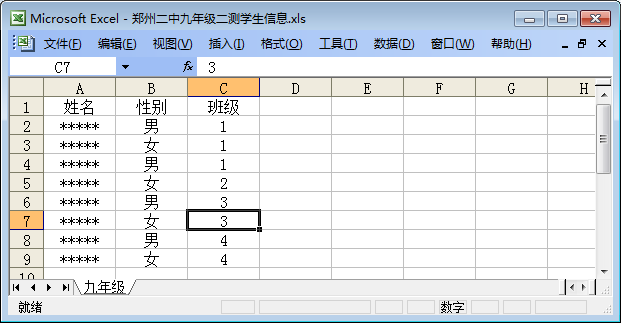 Microsoft Excel - 郑州二中九年级二测学生信息.xls
文件(F) 编辑(E) 视图(V) 插入(I) 格式(O) 工具(T) 数据(D) 窗口(W) 帮助(H)
C7 fx 3
A B C D E F G H
1 姓名 性别 班级
2 ***** 男 1
3 ***** 女 1
4 ***** 男 1
5 ***** 女 2
6 ***** 男 3
7 ***** 女 3
8 ***** 男 4
9 ***** 女 4
10
九年级
就绪 数字